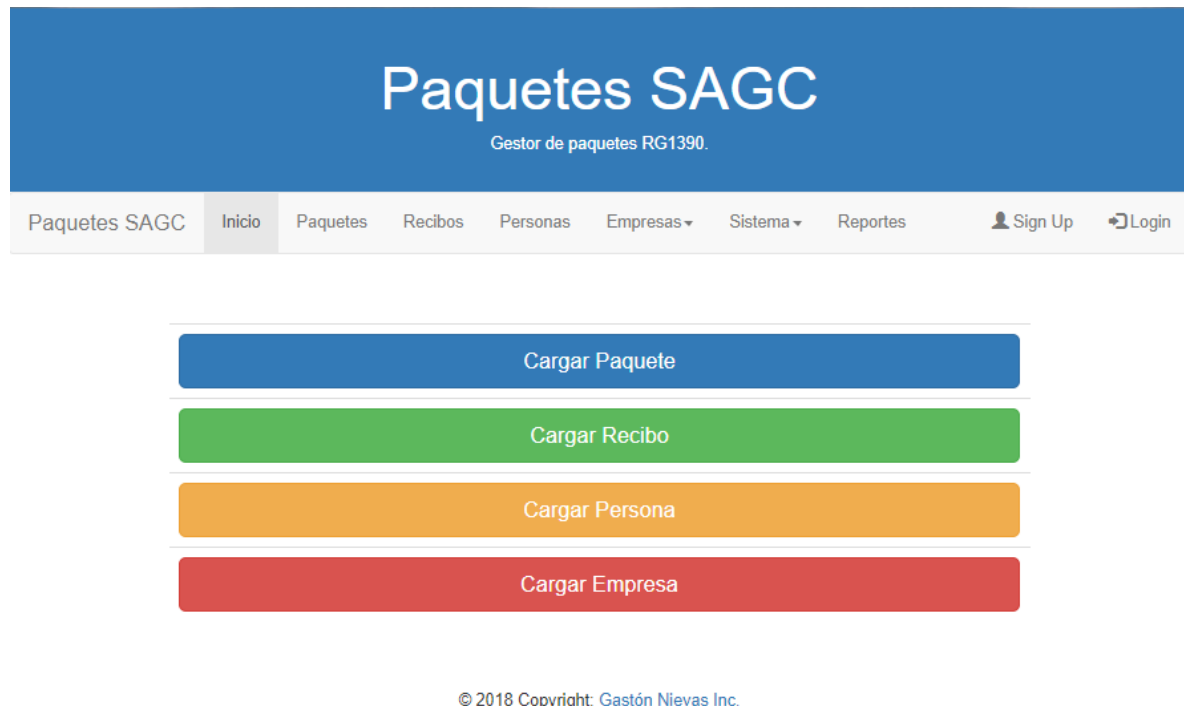 Paquetes SAGC
Gestor de paquetes RG1390.
Paquetes SAGC Inicio Paquetes Recibos Personas Empresas Sistema Reportes Sign Up Login
Cargar Paquete
Cargar Recibo
Cargar Persona
Cargar Empresa
© 2018 Copyright: Gastón Nievas Inc.